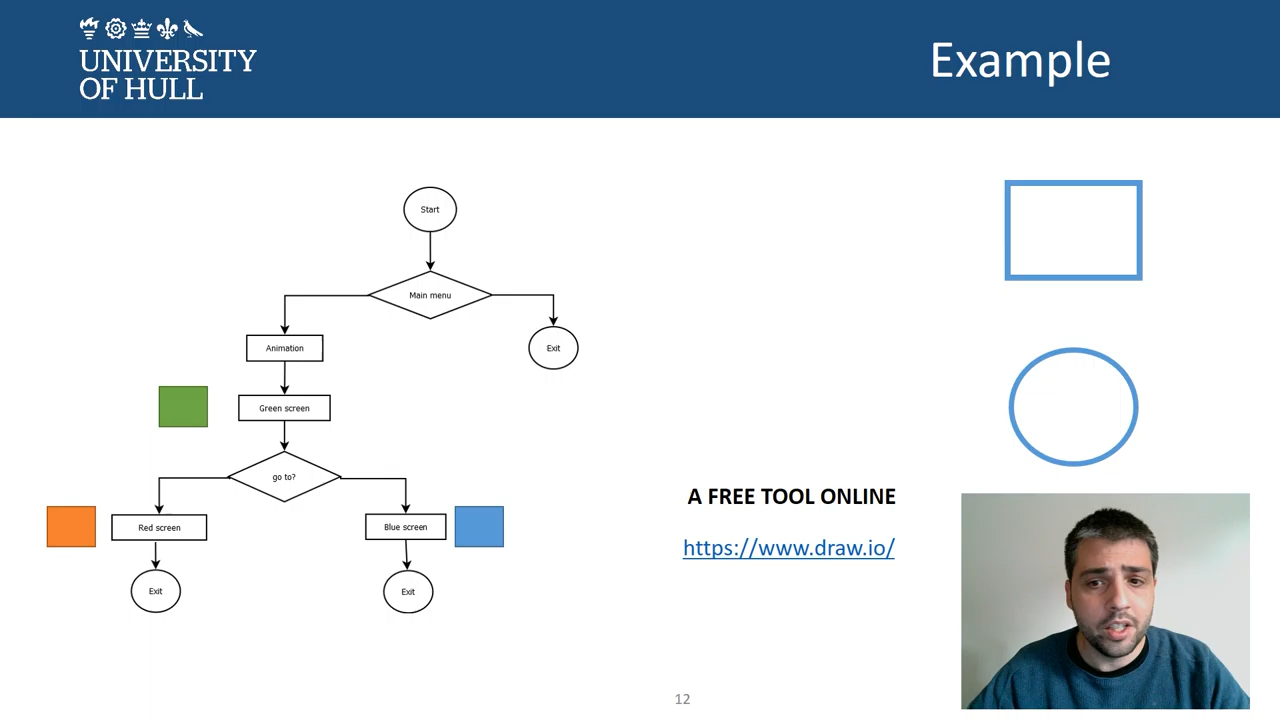 UNIVERSITY
OF HULL
Example
Start
Main menu
Animation
Exit
Green screen
go to?
Red screen
Blue screen
Exit
Exit
A FREE TOOL ONLINE
https://www.draw.io/
12